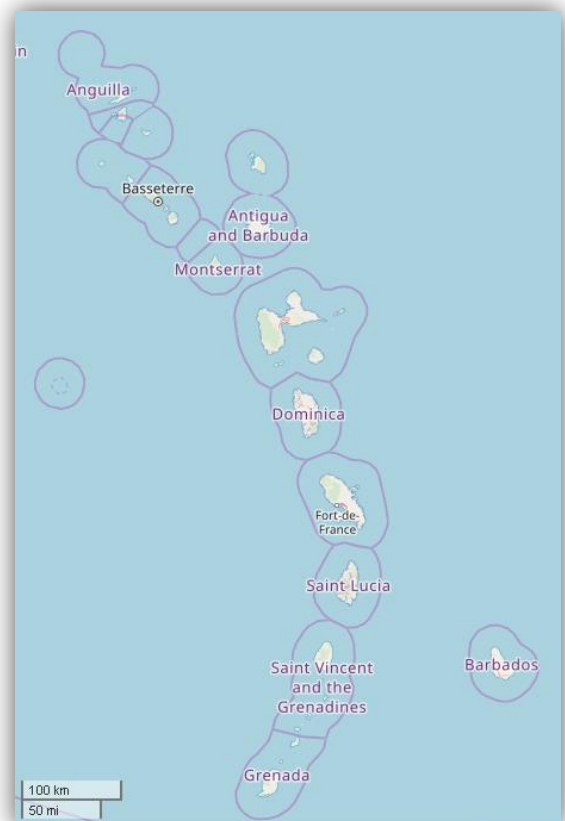 in
Anguilla
Basseterre
Antigua
and Barbuda
Montserrat
Dominica
Fort-de-
France
Saint Lucia
Saint Vincent
and the
Grenadines
Barbados
Grenada
100 km
50 mi